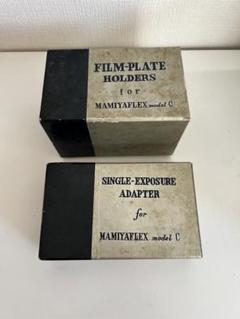 FILM-PLATE
HOLDERS
for
MAMIYAFLEX model C
SINGLE-EXPOSURE
ADAPTER
for
MAMIYAFLEX model C